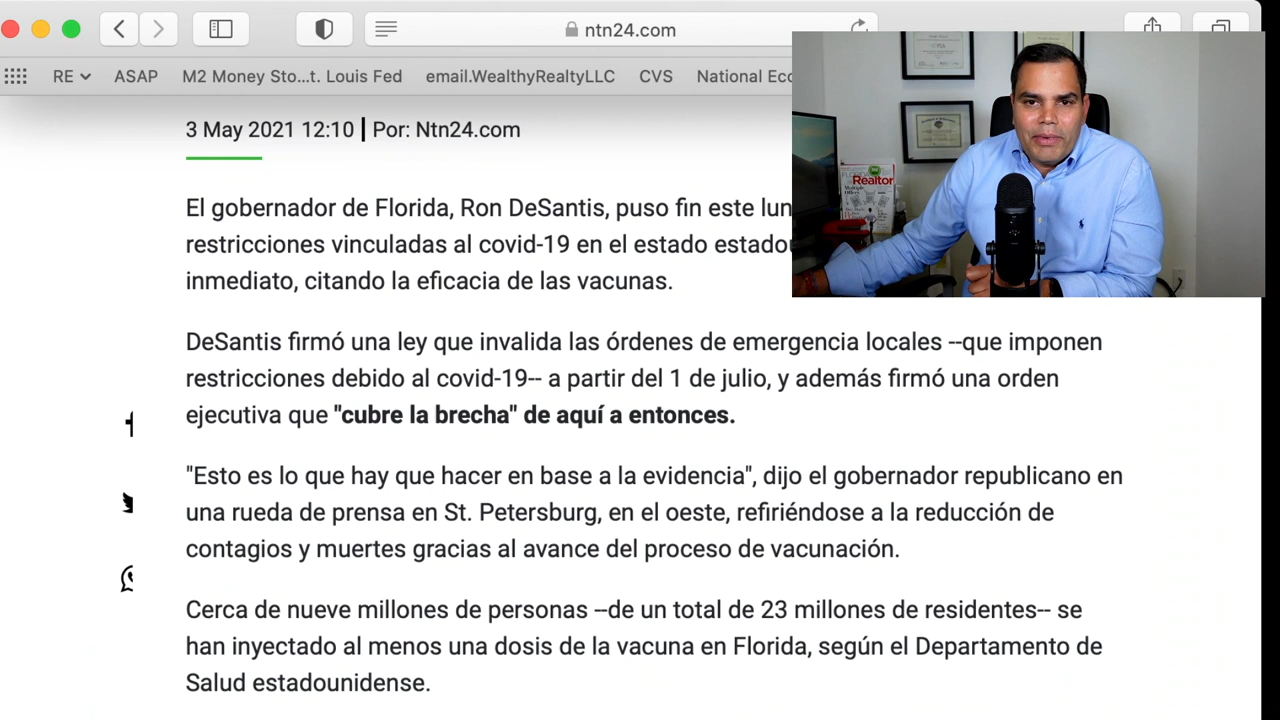 ntn24.com
RE
ASAP
M2 Money Sto...t. Louis Fed
email.WealthyRealtyLLC
CVS
National Eco
3 May 2021 12:10 | Por: Ntn24.com
Realtor
El gobernador de Florida, Ron DeSantis, puso fin este lun
restricciones vinculadas al covid-19 en el estado estadou
inmediato, citando la eficacia de las vacunas.
DeSantis firmó una ley que invalida las órdenes de emergencia locales --que imponen
restricciones debido al covid-19-- a partir del 1 de julio, y además firmó una orden
ejecutiva que "cubre la brecha" de aquí a entonces.
"Esto es lo que hay que hacer en base a la evidencia", dijo el gobernador republicano en
una rueda de prensa en St. Petersburg, en el oeste, refiriéndose a la reducción de
contagios y muertes gracias al avance del proceso de vacunación.
Cerca de nueve millones de personas --de un total de 23 millones de residentes-- se
han inyectado al menos una dosis de la vacuna en Florida, según el Departamento de
Salud estadounidense.